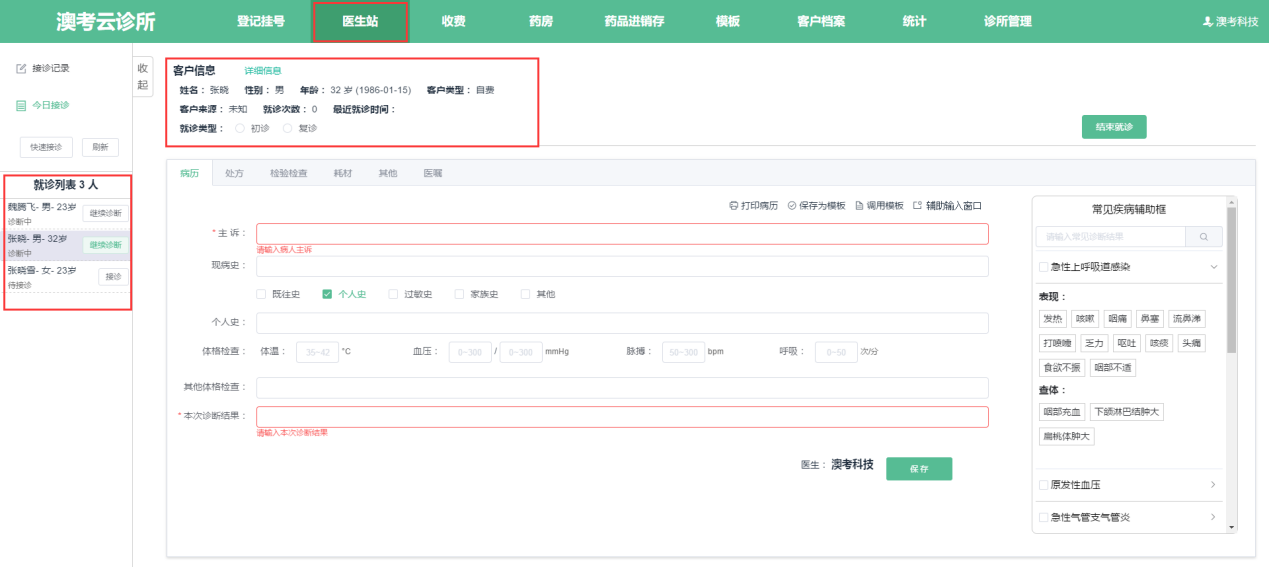 澳考云诊所 登记挂号 医生站 收费 药房 药品进销存 模板 客户档案 统计 诊所管理 澳考科技
接诊记录
今日接诊
快速接诊 刷新
就诊列表 3 人
魏腾飞- 男- 23岁 继续诊断
诊断中
张晓- 男- 32岁 继续诊断
诊断中
张晓雪- 女- 23岁 接诊
待接诊
收起
客户信息 详细信息
姓名： 张晓 性别： 男 年龄： 32 岁 (1986-01-15) 客户类型： 自费
客户来源： 未知 就诊次数： 0 最近就诊时间：
就诊类型： 初诊 复诊
结束就诊
病历 处方 检验检查 耗材 其他 医嘱
打印病历 保存为模板 调用模板 辅助输入窗口
* 主 诉：
请输入病人主诉
现病史：
既往史 个人史 过敏史 家族史 其他
个人史：
体格检查： 体温： 35~42 °C 血压： 0~300 / 0~300 mmHg 脉搏： 50~300 bpm 呼吸： 0~50 次/分
其他体格检查：
* 本次诊断结果：
请输入本次诊断结果
医生： 澳考科技 保存
常见疾病辅助框
请输入常见诊断结果
急性上呼吸道感染
表现：
发热 咳嗽 咽痛 鼻塞 流鼻涕
打喷嚏 乏力 呕吐 咳痰 头痛
食欲不振 咽部不适
查体：
咽部充血 下颌淋巴结肿大
扁桃体肿大
原发性血压
急性气管支气管炎